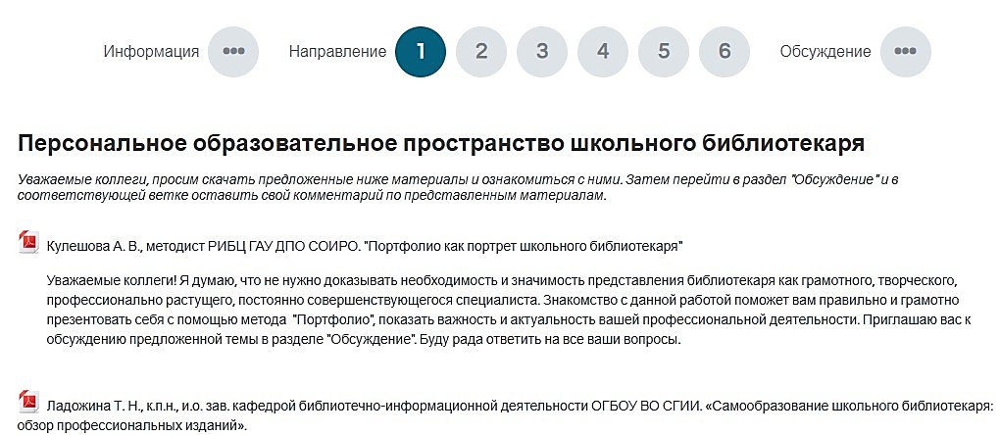 Информация ••• Направление 1 2 3 4 5 6 Обсуждение •••
Персональное образовательное пространство школьного библиотекаря
Уважаемые коллеги, просим скачать предложенные ниже материалы и ознакомиться с ними. Затем перейти в раздел "Обсуждение" и в
соответствующей ветке оставить свой комментарий по представленным материалам.
Кулешова А. В., методист РИБЦ ГАУ ДПО СОИРО. "Портфолио как портрет школьного библиотекаря"
Уважаемые коллеги! Я думаю, что не нужно доказывать необходимость и значимость представления библиотекаря как грамотного, творческого,
профессионально растущего, постоянно совершенствующегося специалиста. Знакомство с данной работой поможет вам правильно и грамотно
презентовать себя с помощью метода "Портфолио", показать важность и актуальность вашей профессиональной деятельности. Приглашаю вас к
обсуждению предложенной темы в разделе "Обсуждение". Буду рада ответить на все ваши вопросы.
Ладожина Т. Н., к.п.н., и.о. зав. кафедрой библиотечно-информационной деятельности ОГБОУ ВО СГИИ. «Самообразование школьного библиотекаря:
обзор профессиональных изданий».